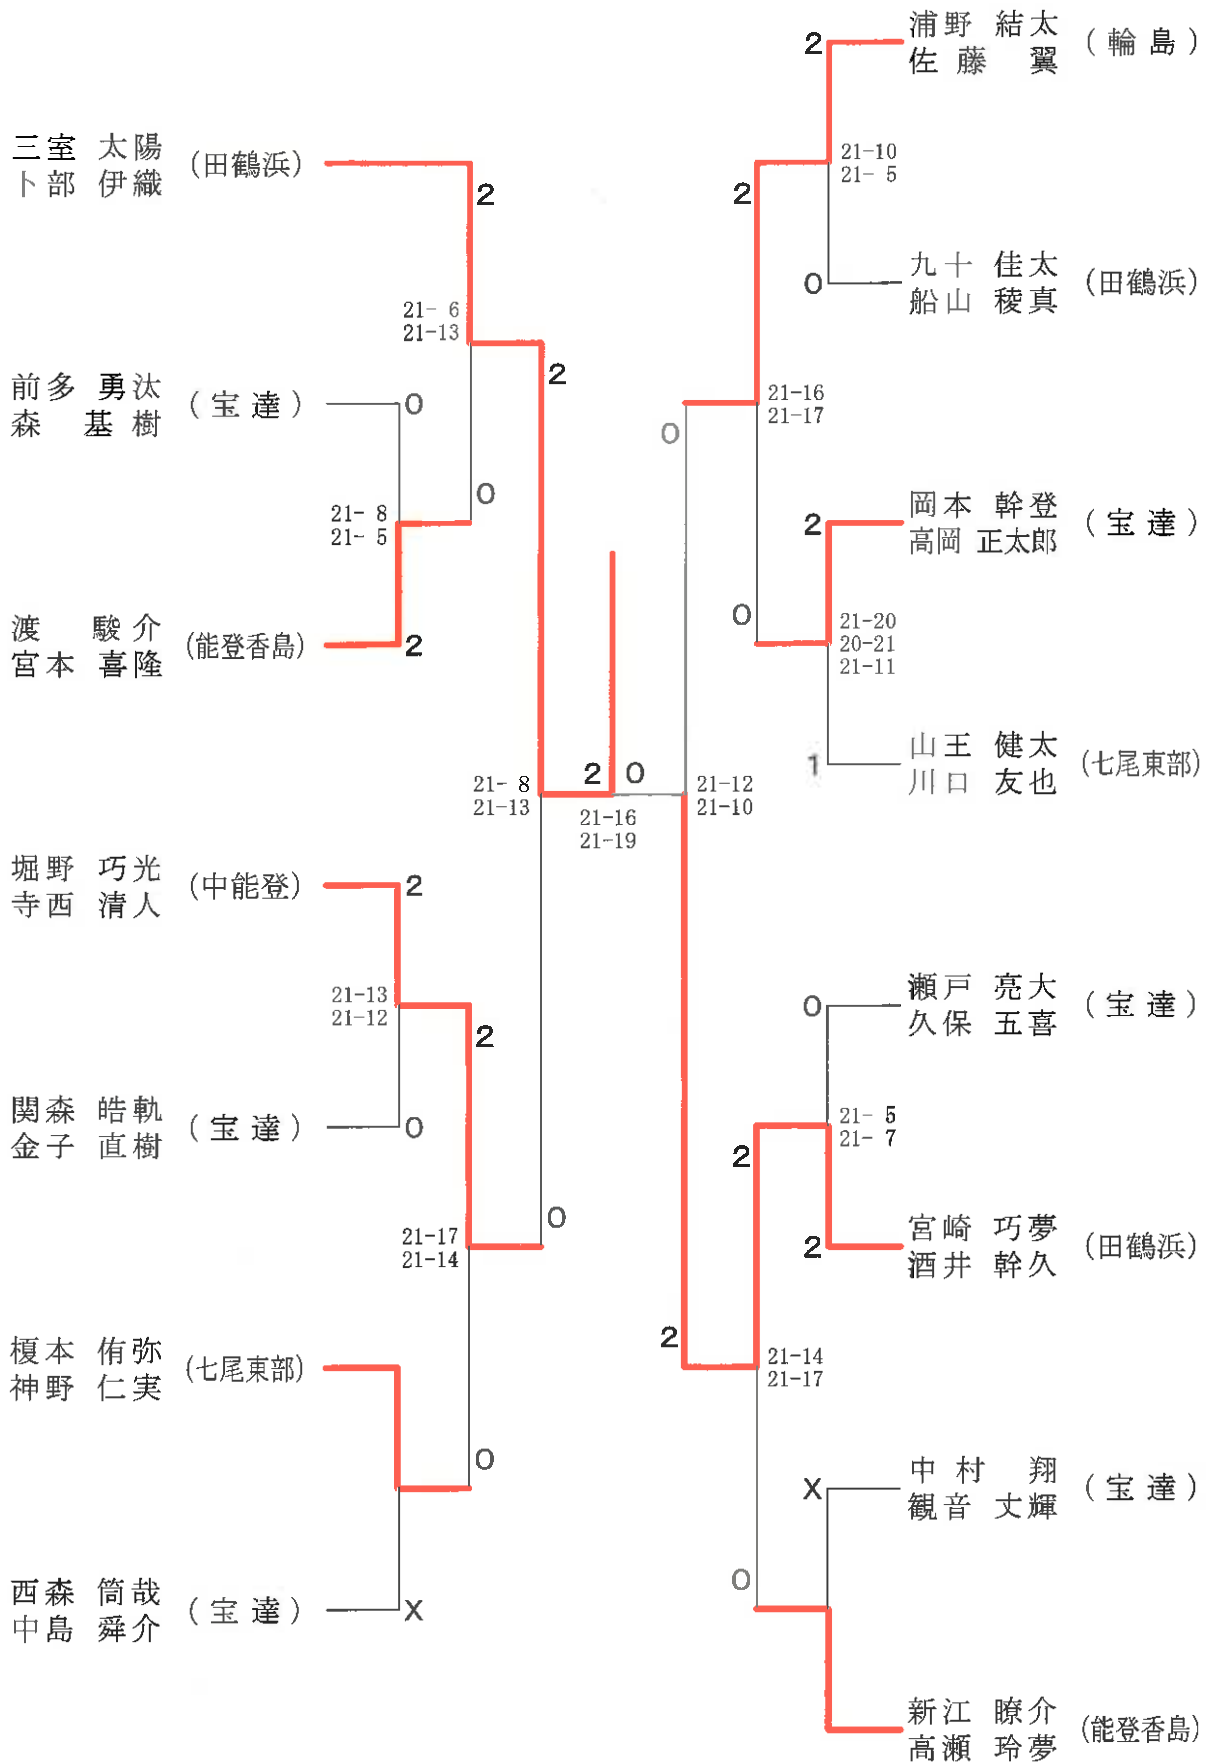 三室 太陽
卜部 伊織
(田鶴浜)
2
21- 6
21-13
前多 勇汰
森 基樹
(宝達)
0
2
0
21- 8
21- 5
渡 駿介
宮本 喜隆
(能登香島)
2
21- 8
21-13
2
0
21-16
21-19
堀野 巧光
寺西 清人
(中能登)
2
21-13
21-12
2
関森 皓軌
金子 直樹
(宝達)
0
0
21-17
21-14
榎本 侑弥
神野 仁実
(七尾東部)
0
西森 筒哉
中島 舜介
(宝達)
X
浦野 結太
佐藤 翼
(輪島)
2
21-10
21- 5
2
九十 佳太
船山 稜真
(田鶴浜)
0
21-16
21-17
0
岡本 幹登
高岡 正太郎
(宝達)
2
0
21-20
20-21
21-11
山王 健太
川口 友也
(七尾東部)
1
21-12
21-10
瀬戸 亮大
久保 五喜
(宝達)
0
21- 5
21- 7
2
宮崎 巧夢
酒井 幹久
(田鶴浜)
2
2
21-14
21-17
中村 翔
観音 丈輝
(宝達)
X
0
新江 瞭介
高瀬 玲夢
(能登香島)